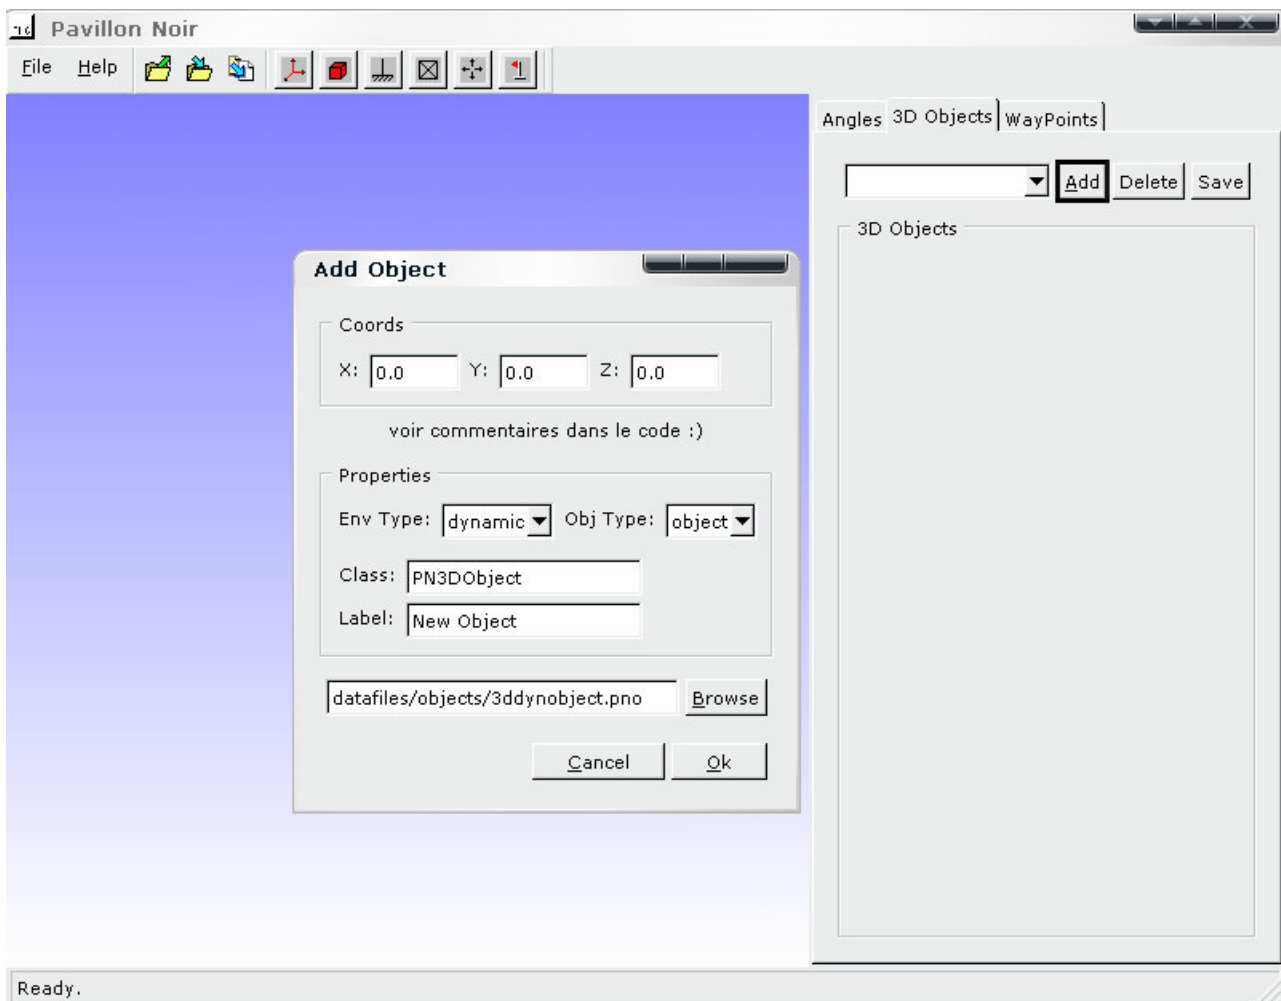 Pavillon Noir
File Help
Angles 3D Objects WayPoints
Add Delete Save
3D Objects
Add Object
Coords
X: 0.0 Y: 0.0 Z: 0.0
voir commentaires dans le code :)
Properties
Env Type: dynamic Obj Type: object
Class: PN3DObject
Label: New Object
datafiles/objects/3ddynobject.pno Browse
Cancel Ok
Ready.